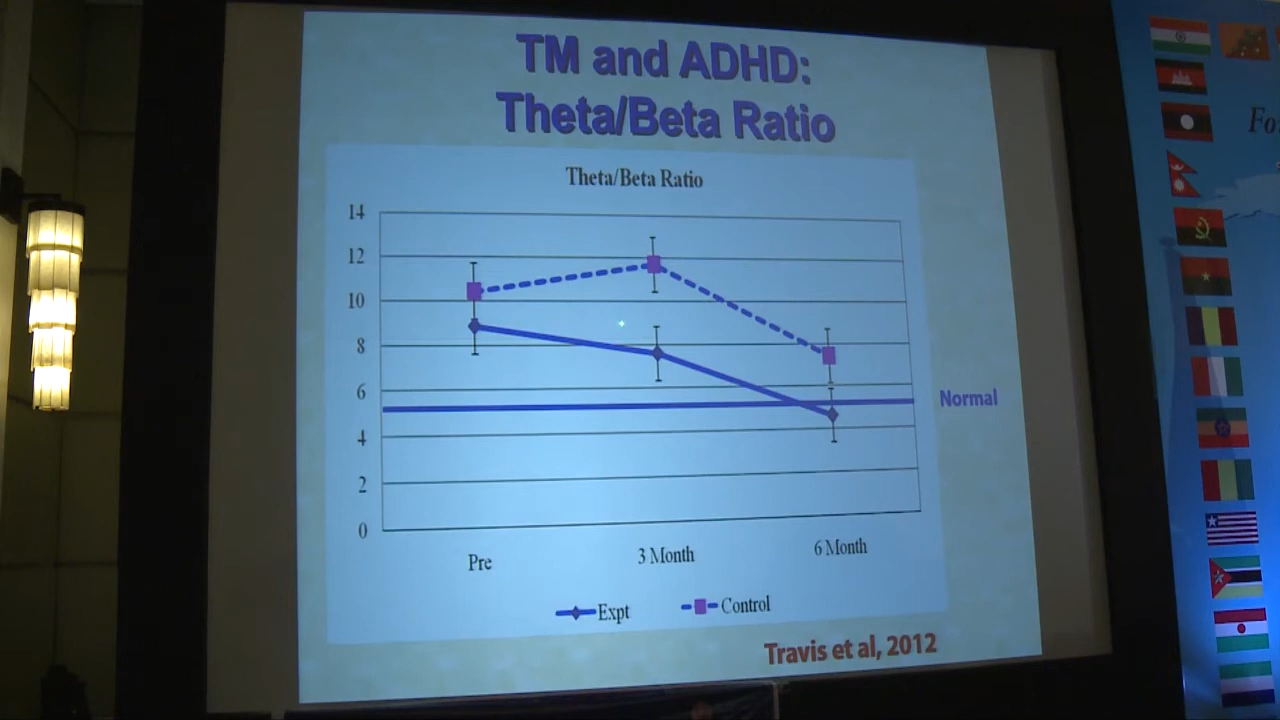 TM and ADHD:
Theta/Beta Ratio
Theta/Beta Ratio
14
12
10
8
6
4
2
0
Normal
Pre
3 Month
6 Month
Expt
Control
Travis et al, 2012